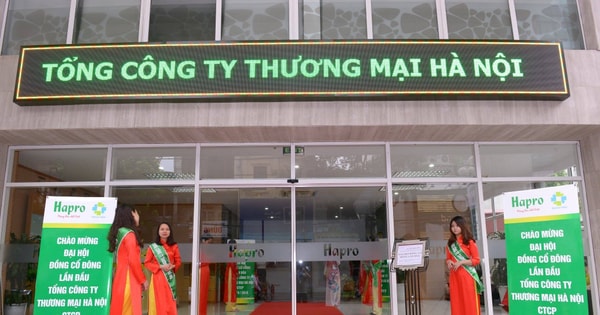 TỔNG CÔNG TY THƯƠNG MẠI HÀ NỘI
Hapro
CHÀO MỪNG
ĐẠI HỘI
ĐỒNG CỔ ĐÔNG
LẦN ĐẦU
TỔNG CÔNG TY
THƯƠNG MẠI HÀ NỘI
CTCP
Hapro
Hapro
Hapro
CHÀO MỪNG
ĐẠI HỘI
ĐỒNG CỔ ĐÔNG
LẦN ĐẦU
TỔNG CÔNG TY
THƯƠNG MẠI HÀ NỘI
CTCP